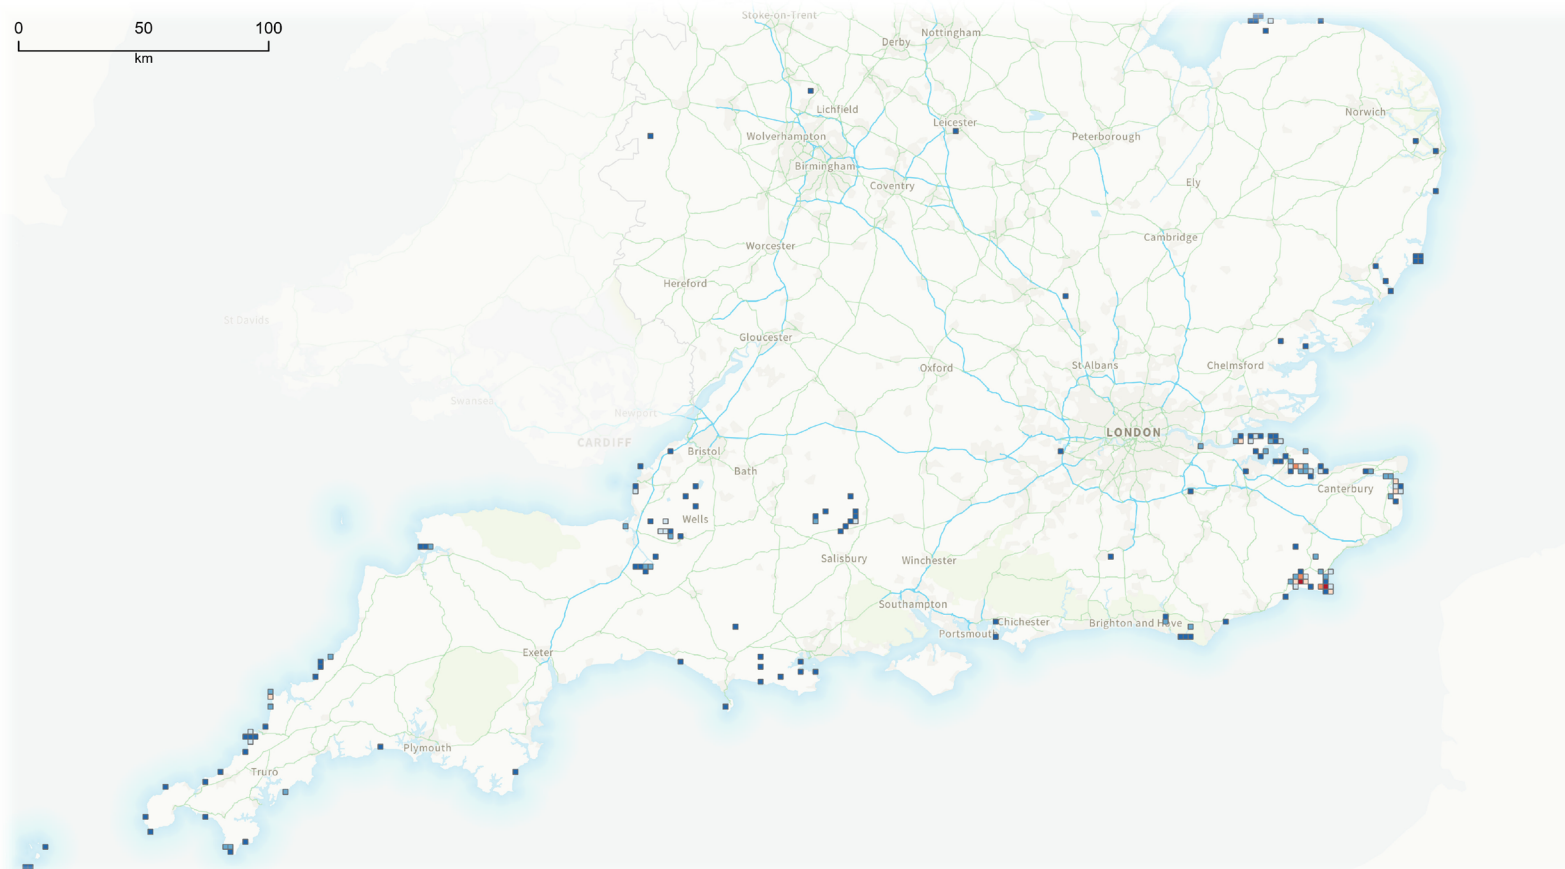 0 50 100
km
Stoke-on-Trent
Nottingham
Derby
Lichfield
Norwich
Leicester
Wolverhampton
Peterborough
Birmingham
Coventry
Ely
Cambridge
Worcester
Hereford
St Davids
Gloucester
Oxford
St Albans
Chelmsford
Swansea
Newport
LONDON
CARDIFF
Bristol
Bath
Canterbury
Wells
Salisbury
Winchester
Southampton
Chichester
Brighton and Hove
Portsmouth
Exeter
Plymouth
Truro